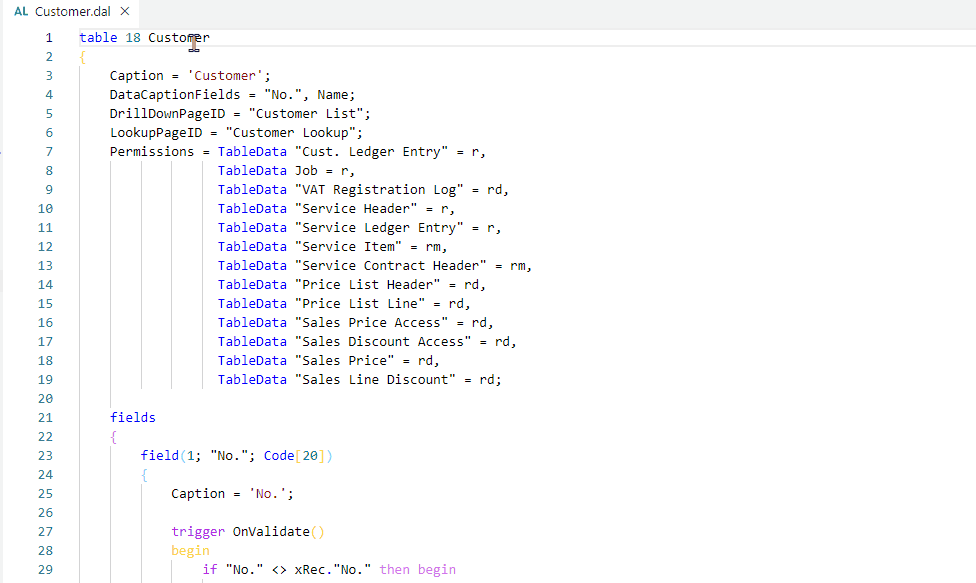 AL Customer.dal ×
1 table 18 Customer
2 {
3 Caption = 'Customer';
4 DataCaptionFields = "No.", Name;
5 DrillDownPageID = "Customer List";
6 LookupPageID = "Customer Lookup";
7 Permissions = TableData "Cust. Ledger Entry" = r,
8 TableData Job = r,
9 TableData "VAT Registration Log" = rd,
10 TableData "Service Header" = r,
11 TableData "Service Ledger Entry" = r,
12 TableData "Service Item" = rm,
13 TableData "Service Contract Header" = rm,
14 TableData "Price List Header" = rd,
15 TableData "Price List Line" = rd,
16 TableData "Sales Price Access" = rd,
17 TableData "Sales Discount Access" = rd,
18 TableData "Sales Price" = rd,
19 TableData "Sales Line Discount" = rd;
20
21 fields
22 {
23 field(1; "No."; Code[20])
24 {
25 Caption = 'No.';
26
27 trigger OnValidate()
28 begin
29 if "No." <> xRec."No." then begin